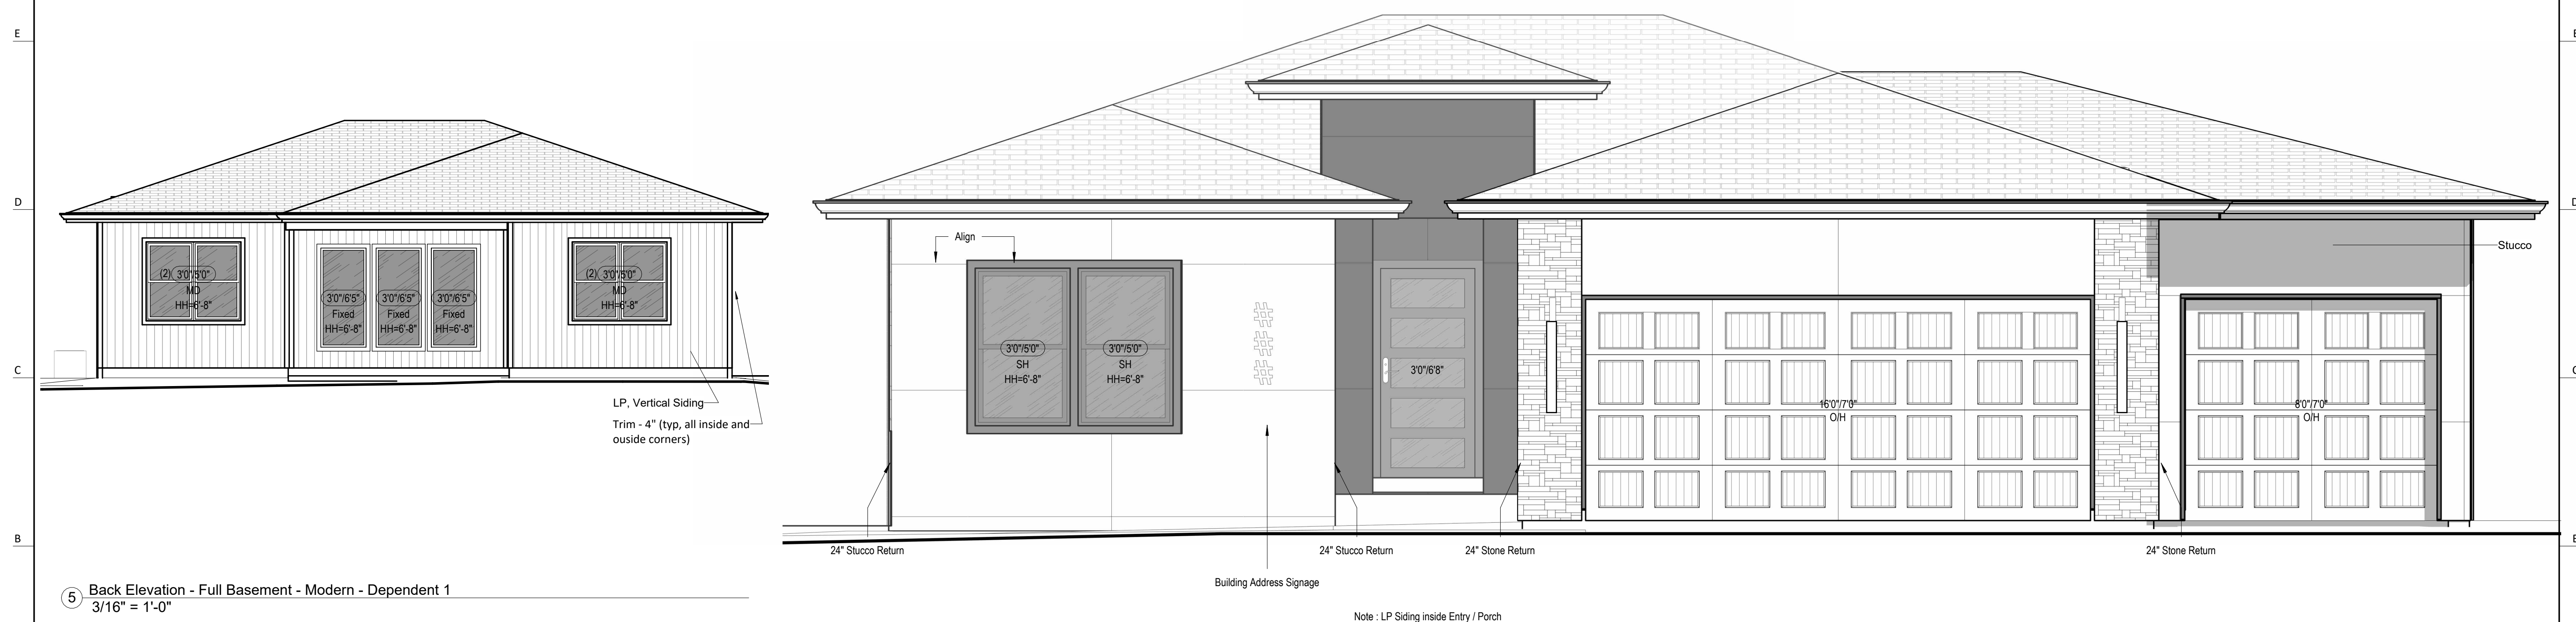 E
D
C
B
(2) 3'0"/5'0"
MD
HH=6'-8"
3'0"/6'5"
Fixed
HH=6'-8"
3'0"/6'5"
Fixed
HH=6'-8"
3'0"/6'5"
Fixed
HH=6'-8"
(2) 3'0"/5'0"
MD
HH=6'-8"
LP, Vertical Siding
Trim - 4" (typ, all inside and
ouside corners)
5 Back Elevation - Full Basement - Modern - Dependent 1
3/16" = 1'-0"
Align
3'0"/5'0"
SH
HH=6'-8"
3'0"/5'0"
SH
HH=6'-8"
#
#
#
3'0"/6'8"
16'0"/7'0"
O/H
8'0"/7'0"
O/H
Stucco
24" Stucco Return
24" Stucco Return
24" Stone Return
24" Stone Return
Building Address Signage
Note : LP Siding inside Entry / Porch